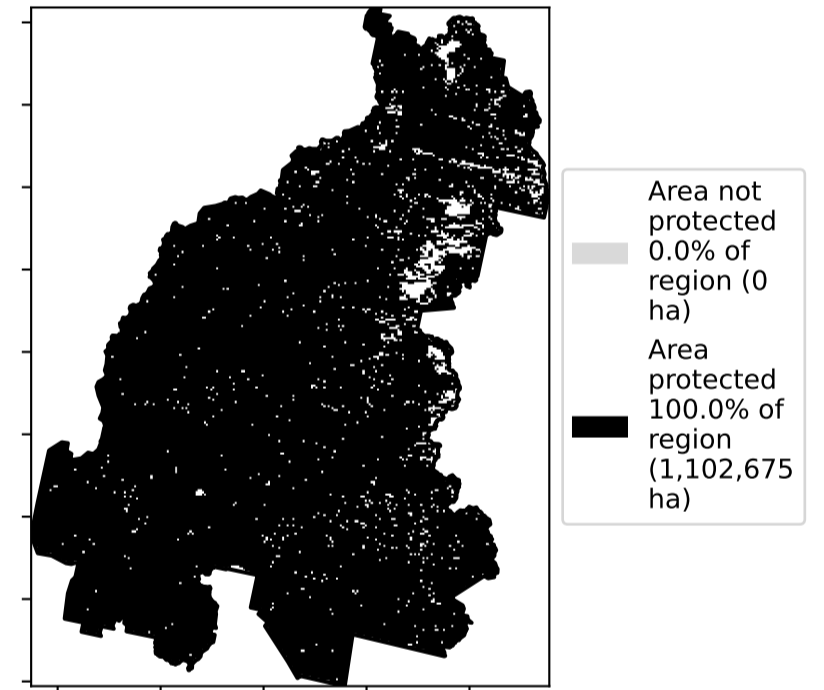 Area not
protected
0.0% of
region (0
ha)
Area
protected
100.0% of
region
(1,102,675
ha)